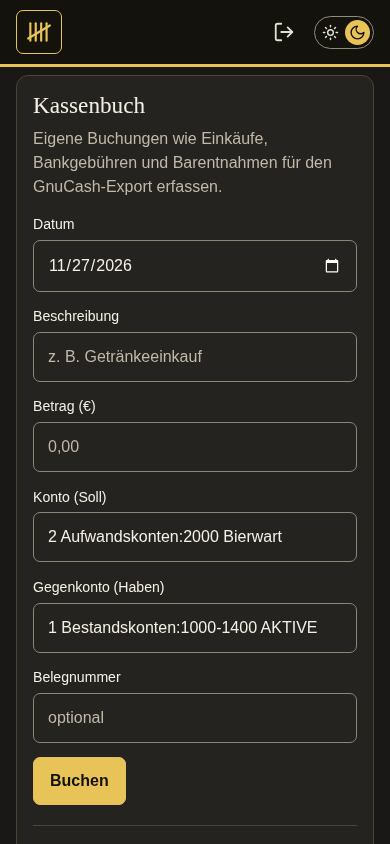 Kassenbuch
Eigene Buchungen wie Einkäufe,
Bankgebühren und Barentnahmen für den
GnuCash-Export erfassen.
Datum
11/27/2026
Beschreibung
z. B. Getränkeeinkauf
Betrag (€)
0,00
Konto (Soll)
2 Aufwandskonten:2000 Bierwart
Gegenkonto (Haben)
1 Bestandskonten:1000-1400 AKTIVE
Belegnummer
optional
Buchen